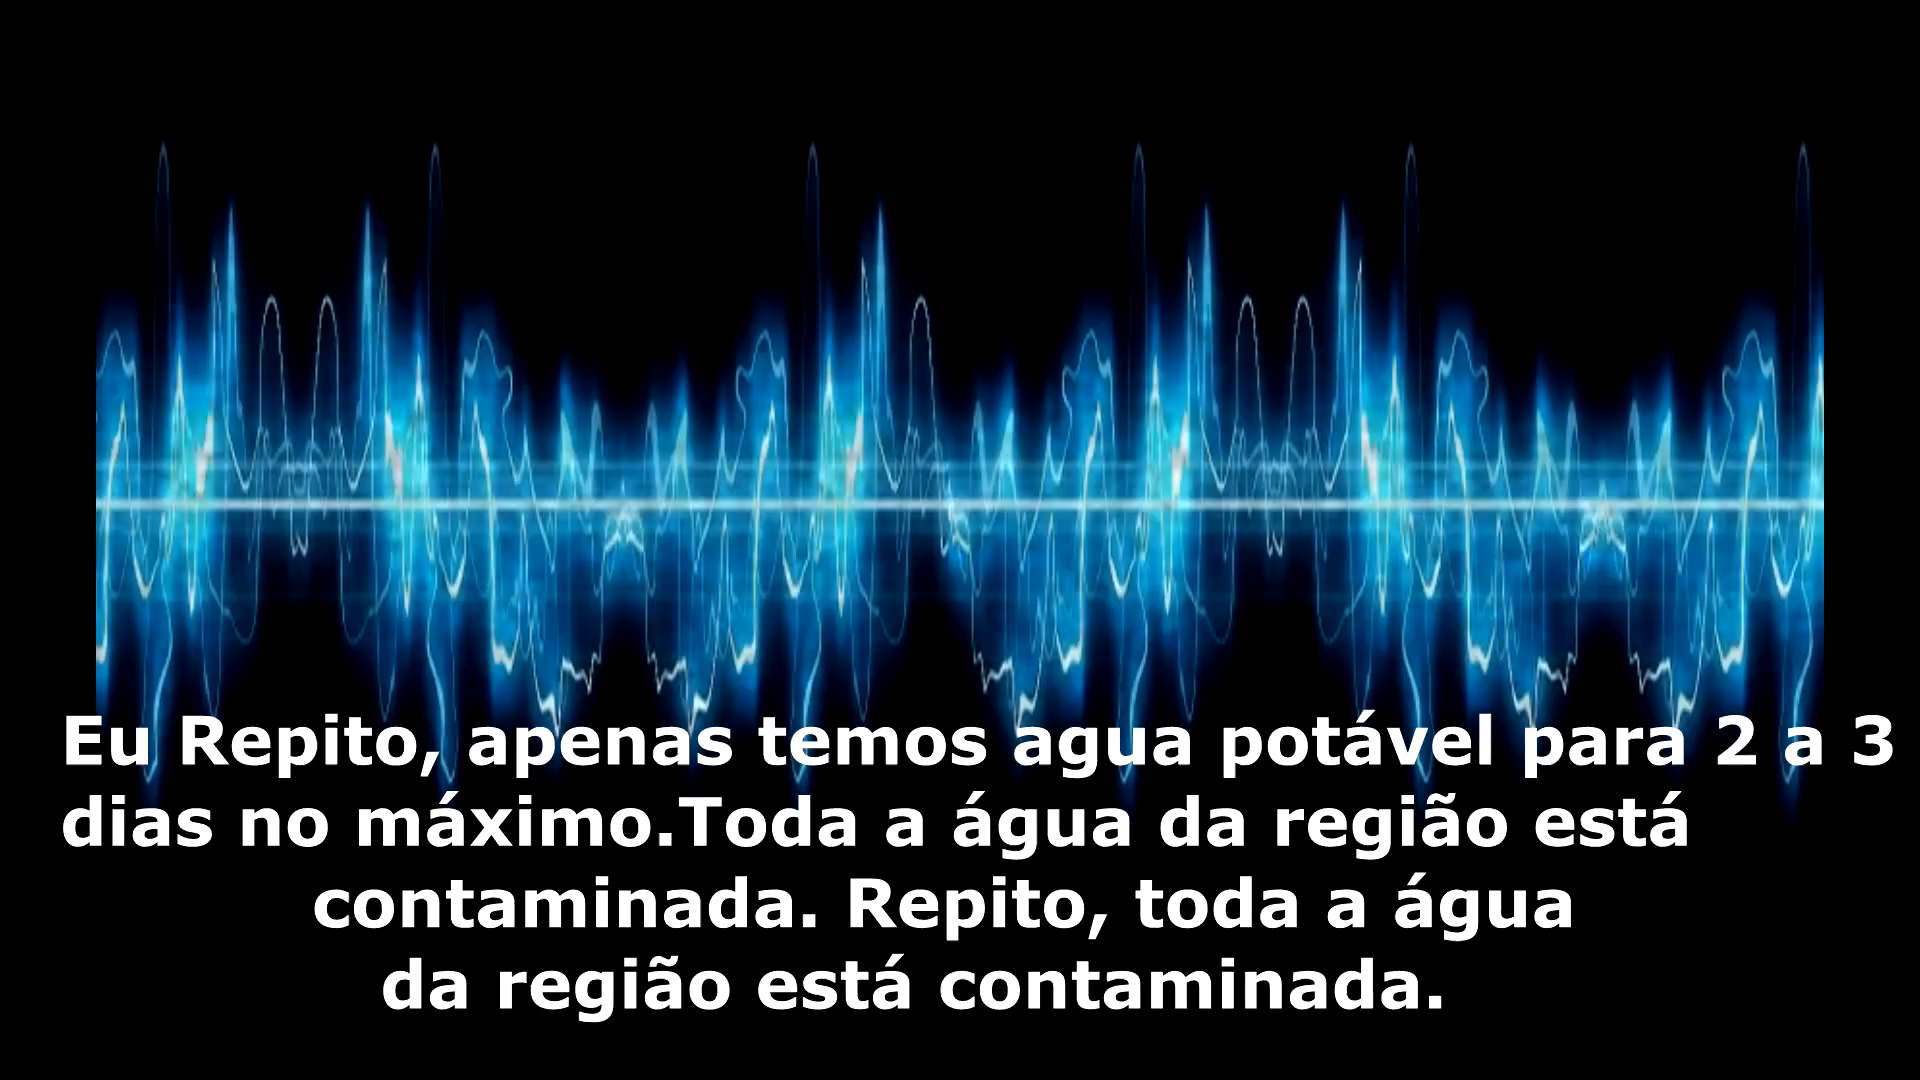 Eu Repito, apenas temos agua potável para 2 a 3
dias no máximo.Toda a água da região está
contaminada. Repito, toda a água
da região está contaminada.